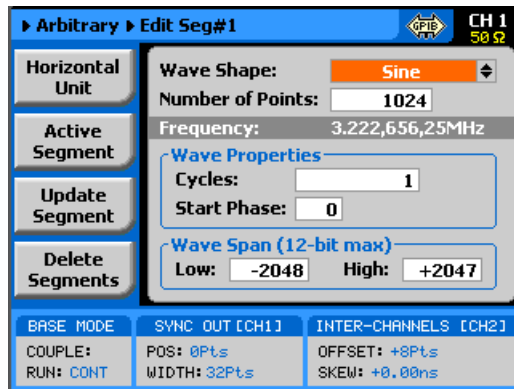 Arbitrary Edit Seg#1 GPIB CH 1
50 Ω
Horizontal Unit
Wave Shape: Sine
Number of Points: 1024
Active Segment
Frequency: 3.222,656,25MHz
Wave Properties
Cycles: 1
Update Segment
Start Phase: 0
Wave Span (12-bit max)
Delete Segments
Low: -2048 High: +2047
BASE MODE SYNC OUT [CH1] INTER-CHANNELS [CH2]
COUPLE: POS: 0Pts OFFSET: +8Pts
RUN: CONT WIDTH: 32Pts SKEW: +0.00ns